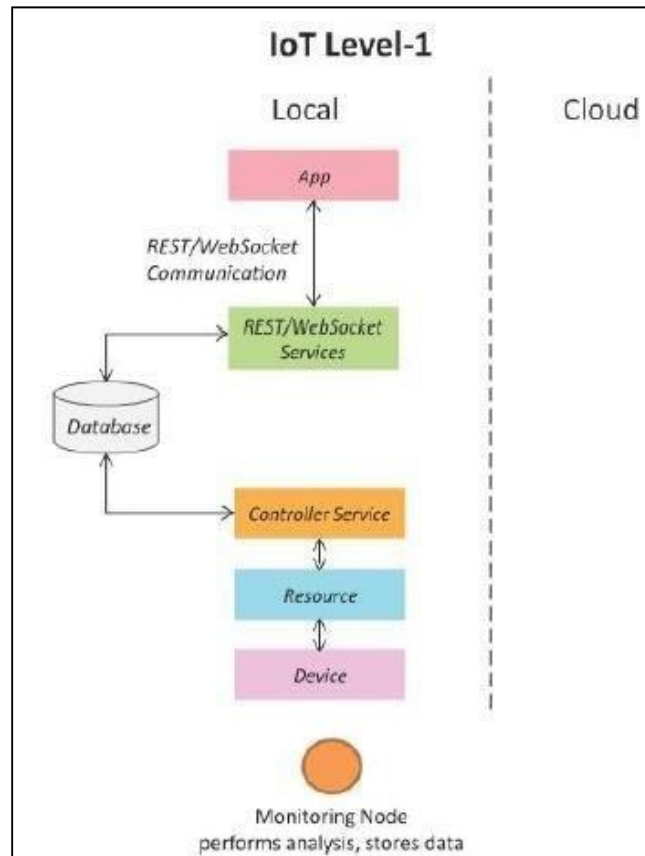 IoT Level-1
Local
Cloud
App
REST/WebSocket
Communication
REST/WebSocket
Services
Database
Controller Service
Resource
Device
Monitoring Node
performs analysis, stores data